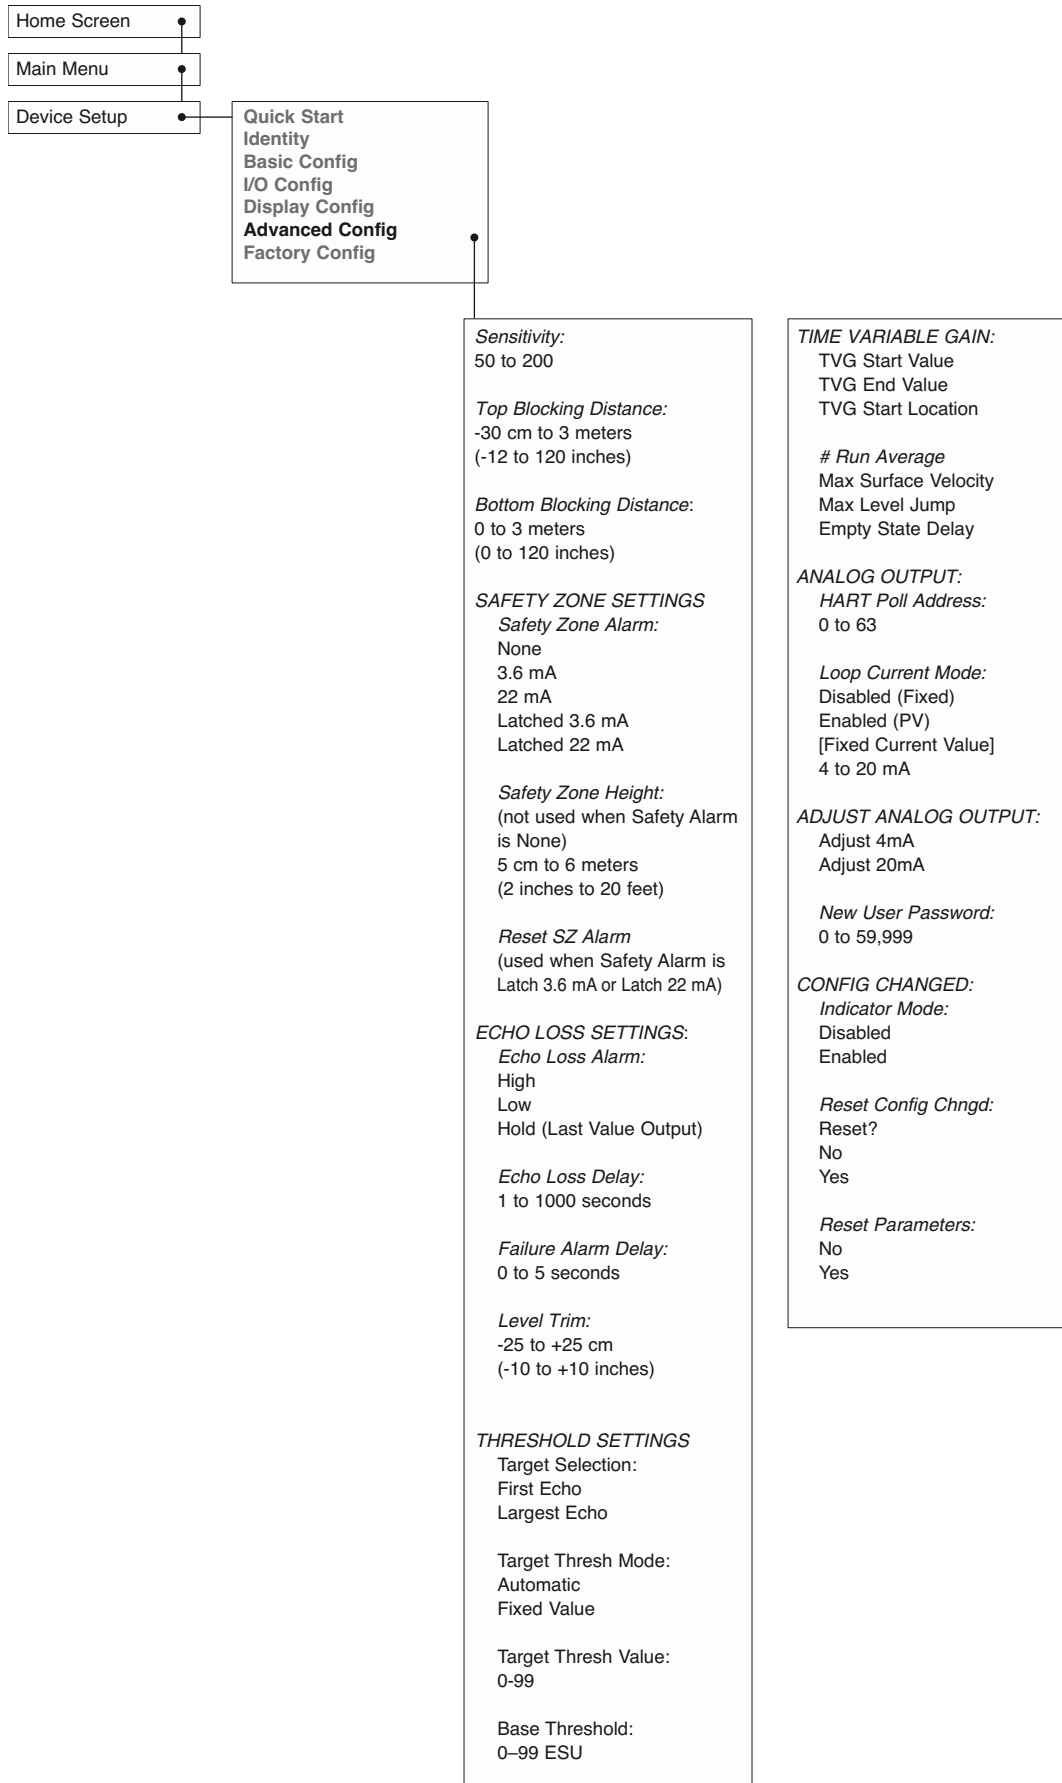 Home Screen
Main Menu
Device Setup
Quick Start
Identity
Basic Config
I/O Config
Display Config
Advanced Config
Factory Config
Sensitivity:
50 to 200
Top Blocking Distance:
-30 cm to 3 meters
(-12 to 120 inches)
Bottom Blocking Distance:
0 to 3 meters
(0 to 120 inches)
SAFETY ZONE SETTINGS
Safety Zone Alarm:
None
3.6 mA
22 mA
Latched 3.6 mA
Latched 22 mA
Safety Zone Height:
(not used when Safety Alarm
is None)
5 cm to 6 meters
(2 inches to 20 feet)
Reset SZ Alarm
(used when Safety Alarm is
Latch 3.6 mA or Latch 22 mA)
ECHO LOSS SETTINGS:
Echo Loss Alarm:
High
Low
Hold (Last Value Output)
Echo Loss Delay:
1 to 1000 seconds
Failure Alarm Delay:
0 to 5 seconds
Level Trim:
-25 to +25 cm
(-10 to +10 inches)
THRESHOLD SETTINGS
Target Selection:
First Echo
Largest Echo
Target Thresh Mode:
Automatic
Fixed Value
Target Thresh Value:
0-99
Base Threshold:
0–99 ESU
TIME VARIABLE GAIN:
TVG Start Value
TVG End Value
TVG Start Location
# Run Average
Max Surface Velocity
Max Level Jump
Empty State Delay
ANALOG OUTPUT:
HART Poll Address:
0 to 63
Loop Current Mode:
Disabled (Fixed)
Enabled (PV)
[Fixed Current Value]
4 to 20 mA
ADJUST ANALOG OUTPUT:
Adjust 4mA
Adjust 20mA
New User Password:
0 to 59,999
CONFIG CHANGED:
Indicator Mode:
Disabled
Enabled
Reset Config Chngd:
Reset?
No
Yes
Reset Parameters:
No
Yes